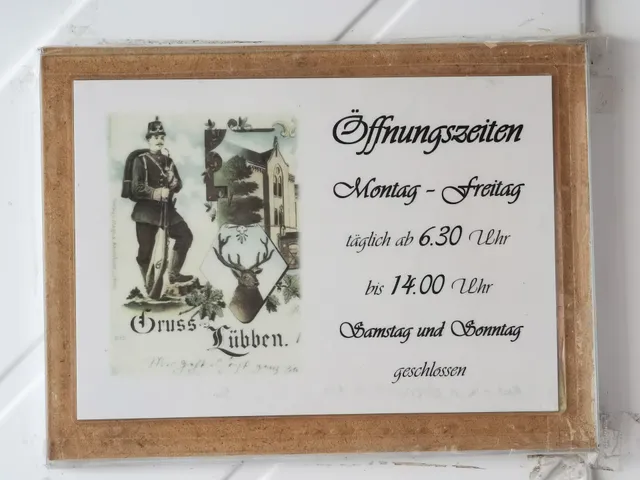 Öffnungszeiten
Montag - Freitag
täglich ab 6.30 Uhr
bis 14.00 Uhr
Samstag und Sonntag
geschlossen
Gruss
Lübben.